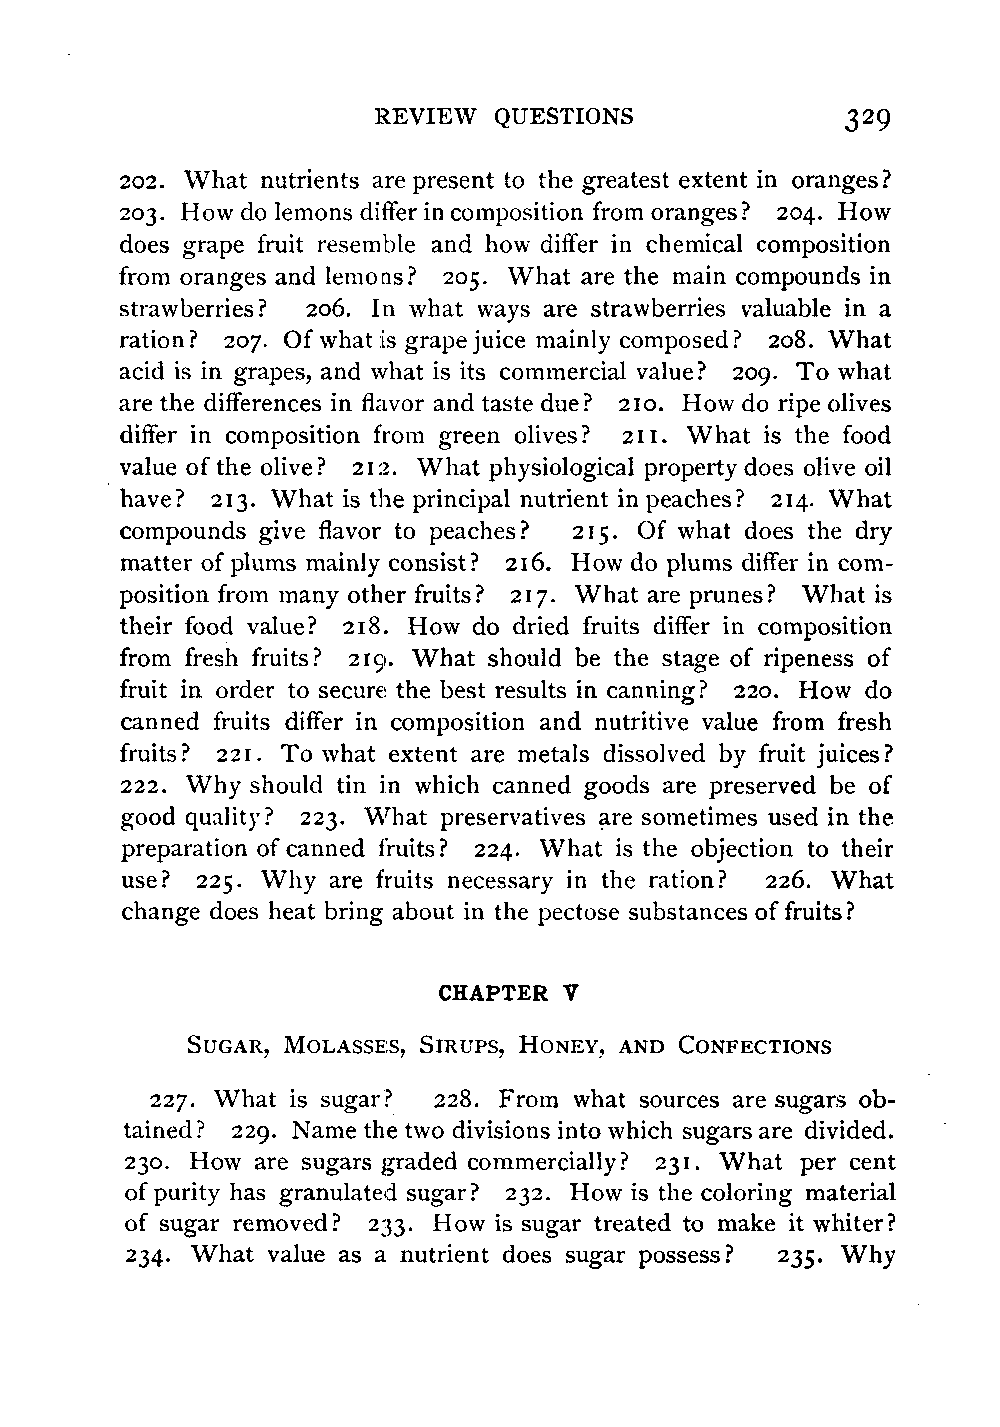 REVIEW QUESTIONS 329
202. What nutrients are present to the greatest extent in oranges?
203. How do lemons differ in composition from oranges? 204. How
does grape fruit resemble and how differ in chemical composition
from oranges and lemons? 205. What are the main compounds in
strawberries? 206. In what ways are strawberries valuable in a
ration? 207. Of what is grape juice mainly composed? 208. What
acid is in grapes, and what is its commercial value? 209. To what
are the differences in flavor and taste due? 210. How do ripe olives
differ in composition from green olives? 211. What is the food
value of the olive? 212. What physiological property does olive oil
have? 213. What is the principal nutrient in peaches? 214. What
compounds give flavor to peaches? 215. Of what does the dry
matter of plums mainly consist? 216. How do plums differ in com-
position from many other fruits? 217. What are prunes? What is
their food value? 218. How do dried fruits differ in composition
from fresh fruits? 219. What should be the stage of ripeness of
fruit in order to secure the best results in canning? 220. How do
canned fruits differ in composition and nutritive value from fresh
fruits? 221. To what extent are metals dissolved by fruit juices?
222. Why should tin in which canned goods are preserved be of
good quality? 223. What preservatives are sometimes used in the
preparation of canned fruits? 224. What is the objection to their
use? 225. Why are fruits necessary in the ration? 226. What
change does heat bring about in the pectose substances of fruits?
CHAPTER V
SUGAR, MOLASSES, SIRUPS, HONEY, AND CONFECTIONS
227. What is sugar? 228. From what sources are sugars ob-
tained? 229. Name the two divisions into which sugars are divided.
230. How are sugars graded commercially? 231. What per cent
of purity has granulated sugar? 232. How is the coloring material
of sugar removed? 233. How is sugar treated to make it whiter?
234. What value as a nutrient does sugar possess? 235. Why